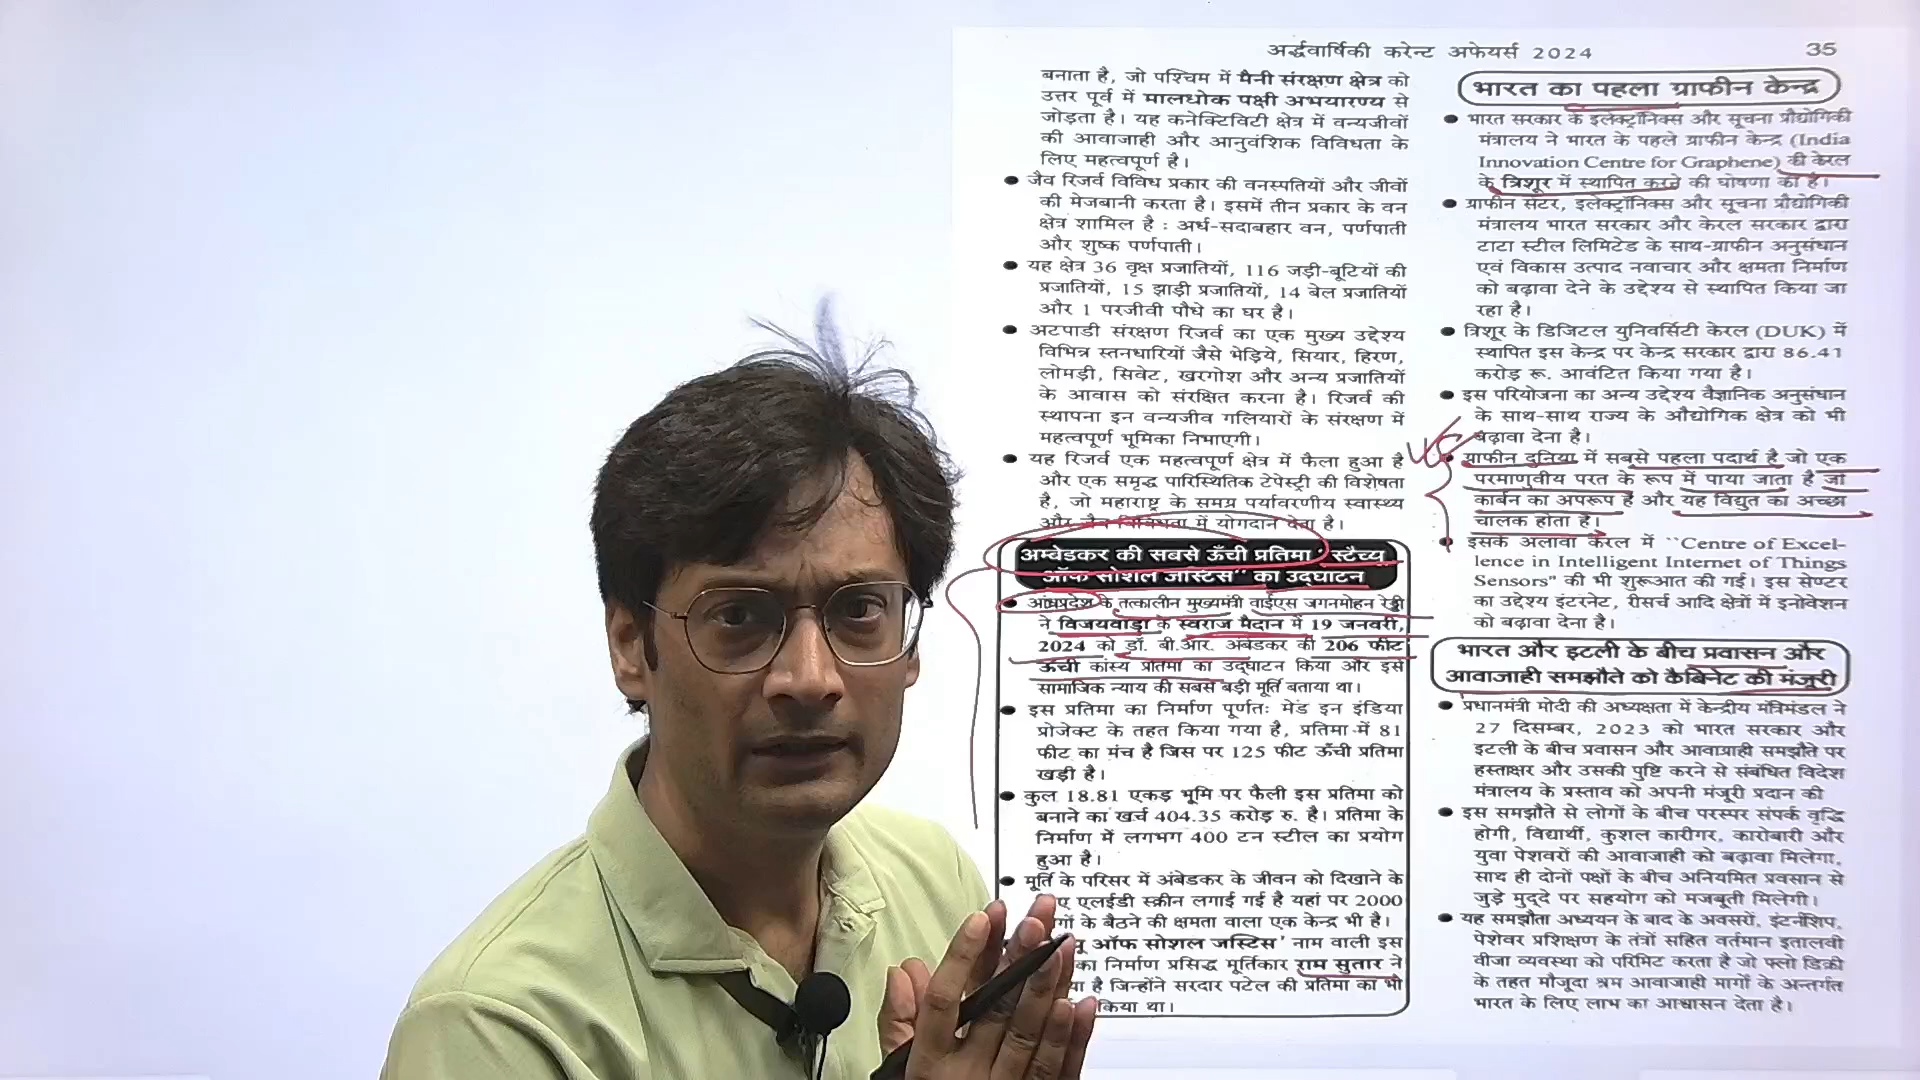 अर्द्धवार्षिकी करेन्ट अफेयर्स 2024
35
बनाता है, जो पश्चिम में मैनी संरक्षण क्षेत्र को
उत्तर पूर्व में मालधोक पक्षी अभयारण्य से
जोड़ता है। यह कनेक्टिविटी क्षेत्र में वन्यजीवों
की आवाजाही और आनुवंशिक विविधता के
लिए महत्वपूर्ण है।
जैव रिजर्व विविध प्रकार की वनस्पतियों और जीवों
की मेजबानी करता है। इसमें तीन प्रकार के वन
क्षेत्र शामिल है : अर्ध-सदाबहार वन, पर्णपाती
और शुष्क पर्णपाती।
यह क्षेत्र 36 वृक्ष प्रजातियों, 116 जड़ी-बूटियों की
प्रजातियों, 15 झाड़ी प्रजातियों, 14 बेल प्रजातियों
और 1 परजीवी पौधे का घर है।
अटपाडी संरक्षण रिजर्व का एक मुख्य उद्देश्य
विभिन्न स्तनधारियों जैसे भेड़िये, सियार, हिरण,
लोमड़ी, सिवेट, खरगोश और अन्य प्रजातियों
के आवास को संरक्षित करना है। रिजर्व की
स्थापना इन वन्यजीव गलियारों के संरक्षण में
महत्वपूर्ण भूमिका निभाएगी।
यह रिजर्व एक महत्वपूर्ण क्षेत्र में फैला हुआ है
और एक समृद्ध पारिस्थितिक टेपेस्ट्री की विशेषता
है, जो महाराष्ट्र के समग्र पर्यावरणीय स्वास्थ्य
और जैव विविधता में योगदान देता है।
अम्बेडकर की सबसे ऊँची प्रतिमा 'स्टैच्यू
ऑफ सोशल जस्टिस'' का उद्घाटन
आंध्रप्रदेश के तत्कालीन मुख्यमंत्री वाईएस जगनमोहन रेड्डी
ने विजयवाड़ा के स्वराज मैदान में 19 जनवरी,
2024 को डॉ. बी.आर. अंबेडकर की 206 फीट
ऊँची कांस्य प्रतिमा का उद्घाटन किया और इसे
सामाजिक न्याय की सबसे बड़ी मूर्ति बताया था।
इस प्रतिमा का निर्माण पूर्णतः मेड इन इंडिया
प्रोजेक्ट के तहत किया गया है, प्रतिमा में 81
फीट का मंच है जिस पर 125 फीट ऊँची प्रतिमा
खड़ी है।
कुल 18.81 एकड़ भूमि पर फैली इस प्रतिमा को
बनाने का खर्च 404.35 करोड़ रु. है। प्रतिमा के
निर्माण में लगभग 400 टन स्टील का प्रयोग
हुआ है।
मूर्ति के परिसर में अंबेडकर के जीवन को दिखाने के
ए एलईडी स्क्रीन लगाई गई है यहां पर 2000
गों के बैठने की क्षमता वाला एक केन्द्र भी है।
यू ऑफ सोशल जस्टिस' नाम वाली इस
का निर्माण प्रसिद्ध मूर्तिकार राम सुतार ने
या है जिन्होंने सरदार पटेल की प्रतिमा का भी
किया था।
भारत का पहला ग्राफीन केन्द्र
भारत सरकार के इलेक्ट्रॉनिक्स और सूचना प्रौद्योगिकी
मंत्रालय ने भारत के पहले ग्राफीन केन्द्र (India
Innovation Centre for Graphene) की केरल
के त्रिशूर में स्थापित करने की घोषणा की है।
ग्राफीन सेंटर, इलेक्ट्रॉनिक्स और सूचना प्रौद्योगिकी
मंत्रालय भारत सरकार और केरल सरकार द्वारा
टाटा स्टील लिमिटेड के साथ-ग्राफीन अनुसंधान
एवं विकास उत्पाद नवाचार और क्षमता निर्माण
को बढ़ावा देने के उद्देश्य से स्थापित किया जा
रहा है।
त्रिशूर के डिजिटल युनिवर्सिटी केरल (DUK) में
स्थापित इस केन्द्र पर केन्द्र सरकार द्वारा 86.41
करोड़ रू. आवंटित किया गया है।
इस परियोजना का अन्य उद्देश्य वैज्ञानिक अनुसंधान
के साथ-साथ राज्य के औद्योगिक क्षेत्र को भी
बढ़ावा देना है।
ग्राफीन दुनिया में सबसे पहला पदार्थ है जो एक
परमाणुवीय परत के रूप में पाया जाता है जो
कार्बन का अपरूप है और यह विद्युत का अच्छा
चालक होता है।
इसके अलावा केरल में ``Centre of Excel-
lence in Intelligent Internet of Things
Sensors" की भी शुरूआत की गई। इस सेण्टर
का उद्देश्य इंटरनेट, रीसर्च आदि क्षेत्रों में इनोवेशन
को बढ़ावा देना है।
भारत और इटली के बीच प्रवासन और
आवाजाही समझौते को कैबिनेट की मंजूरी
प्रधानमंत्री मोदी की अध्यक्षता में केन्द्रीय मंत्रिमंडल ने
27 दिसम्बर, 2023 को भारत सरकार और
इटली के बीच प्रवासन और आवाग्राही समझौते पर
हस्ताक्षर और उसकी पुष्टि करने से संबंधित विदेश
मंत्रालय के प्रस्ताव को अपनी मंजूरी प्रदान की
इस समझौते से लोगों के बीच परस्पर संपर्क वृद्धि
होगी, विद्यार्थी, कुशल कारीगर, कारोबारी और
युवा पेशवरों की आवाजाही को बढ़ावा मिलेगा,
साथ ही दोनों पक्षों के बीच अनियमित प्रवसान से
जुड़े मुद्दे पर सहयोग को मजबूती मिलेगी।
यह समझौता अध्ययन के बाद के अवसरों, इंटर्नशिप,
पेशेवर प्रशिक्षण के तंत्रों सहित वर्तमान इतालवी
वीजा व्यवस्था को परिमिट करता है जो फ्लो डिक्री
के तहत मौजूदा श्रम आवाजाही मार्गों के अन्तर्गत
भारत के लिए लाभ का आश्वासन देता है।